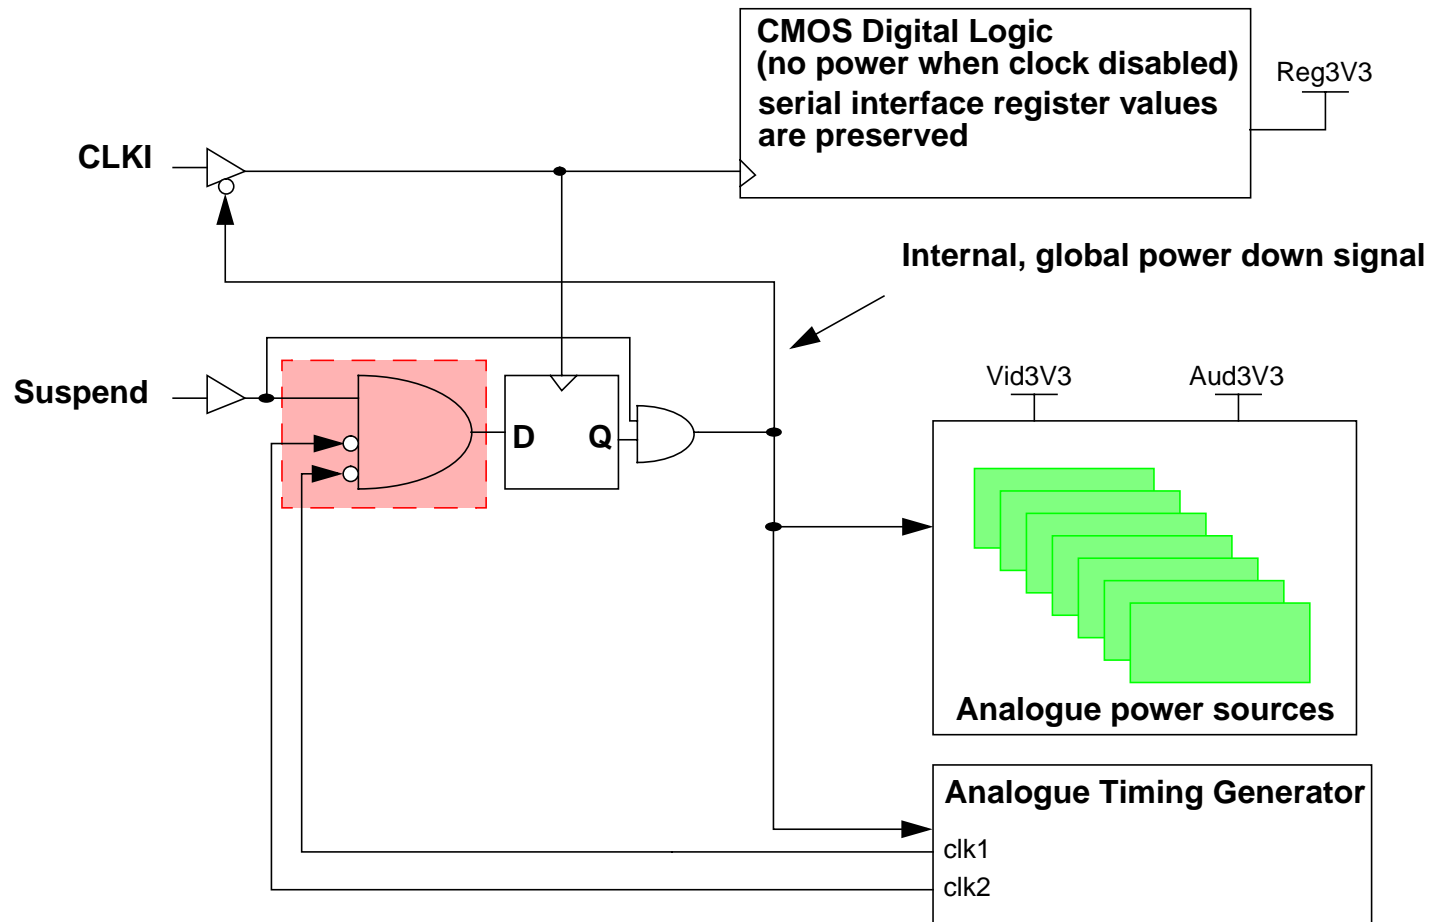 CMOS Digital Logic
(no power when clock disabled)
serial interface register values
are preserved
Reg3V3
CLKI
Internal, global power down signal
Suspend
D
Q
Vid3V3
Aud3V3
Analogue power sources
Analogue Timing Generator
clk1
clk2